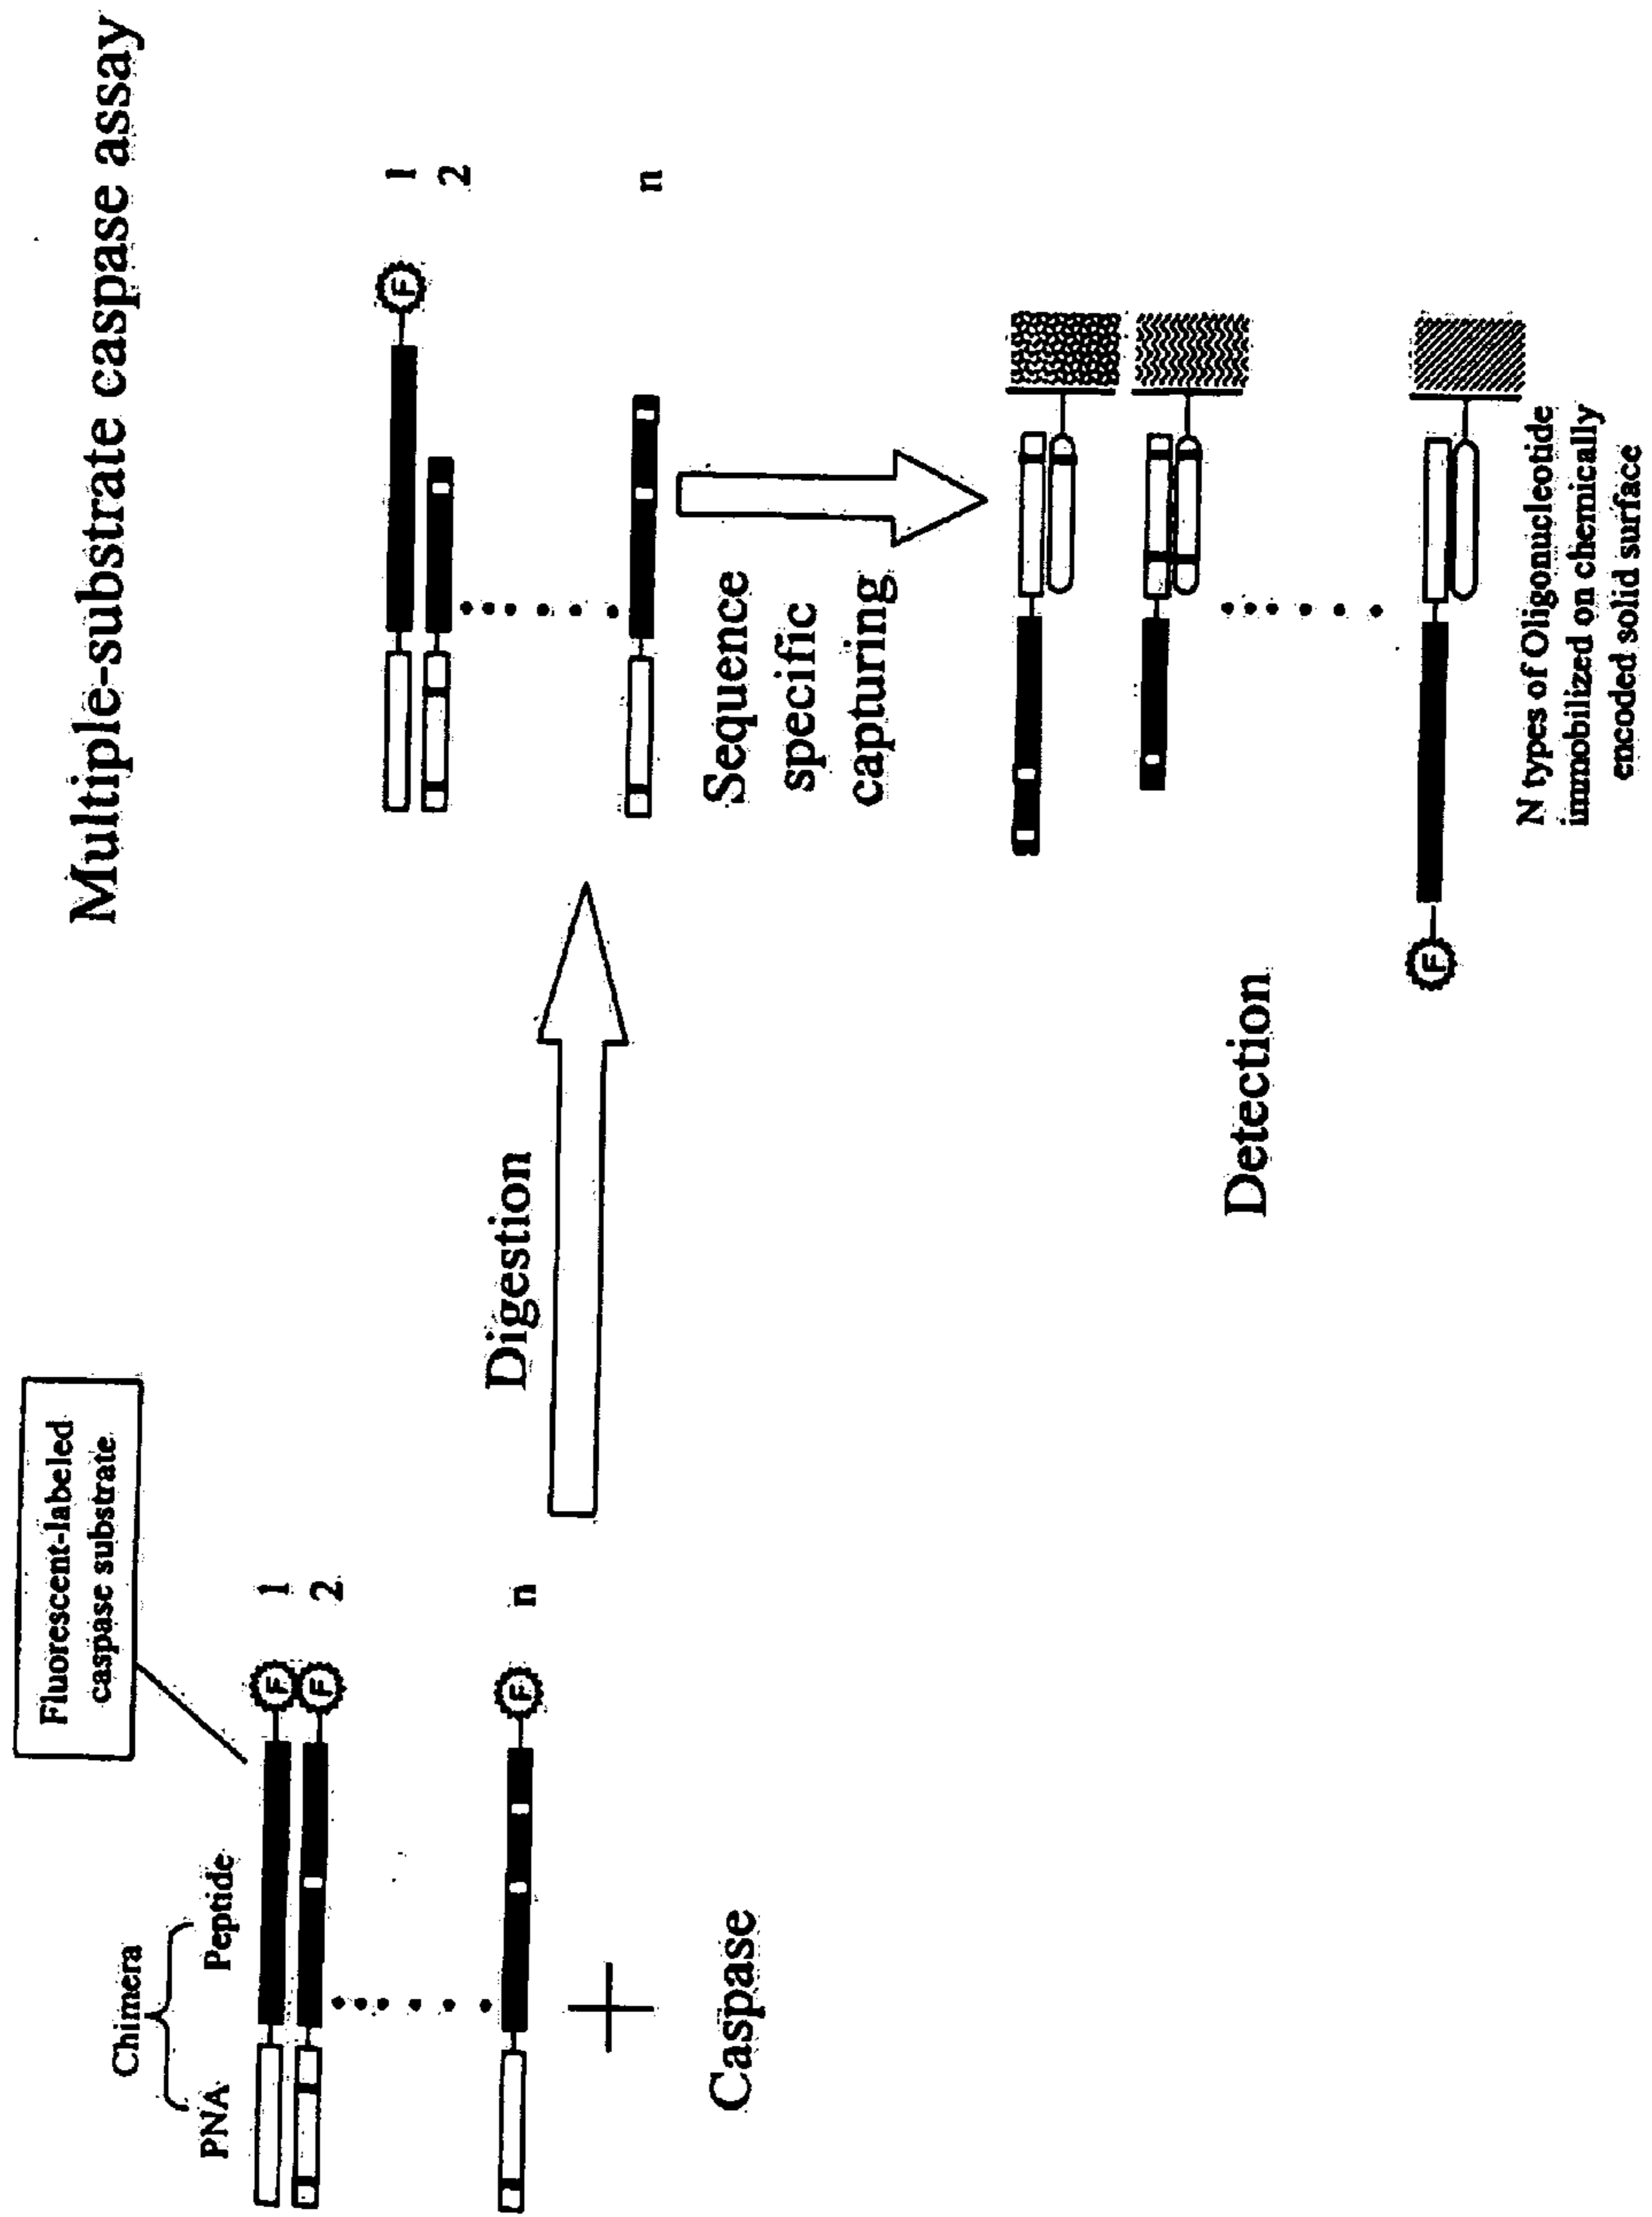 Multiple-substrate caspase assay
Fluorescent-labeled
caspase substrate
Chimera
PNA
Peptide
F
F
F
1
2
n
Caspase
Digestion
F
1
2
n
Sequence
specific
capturing
Detection
F
N types of Oligonucleotide
immobilized on chemically
encoded solid surface